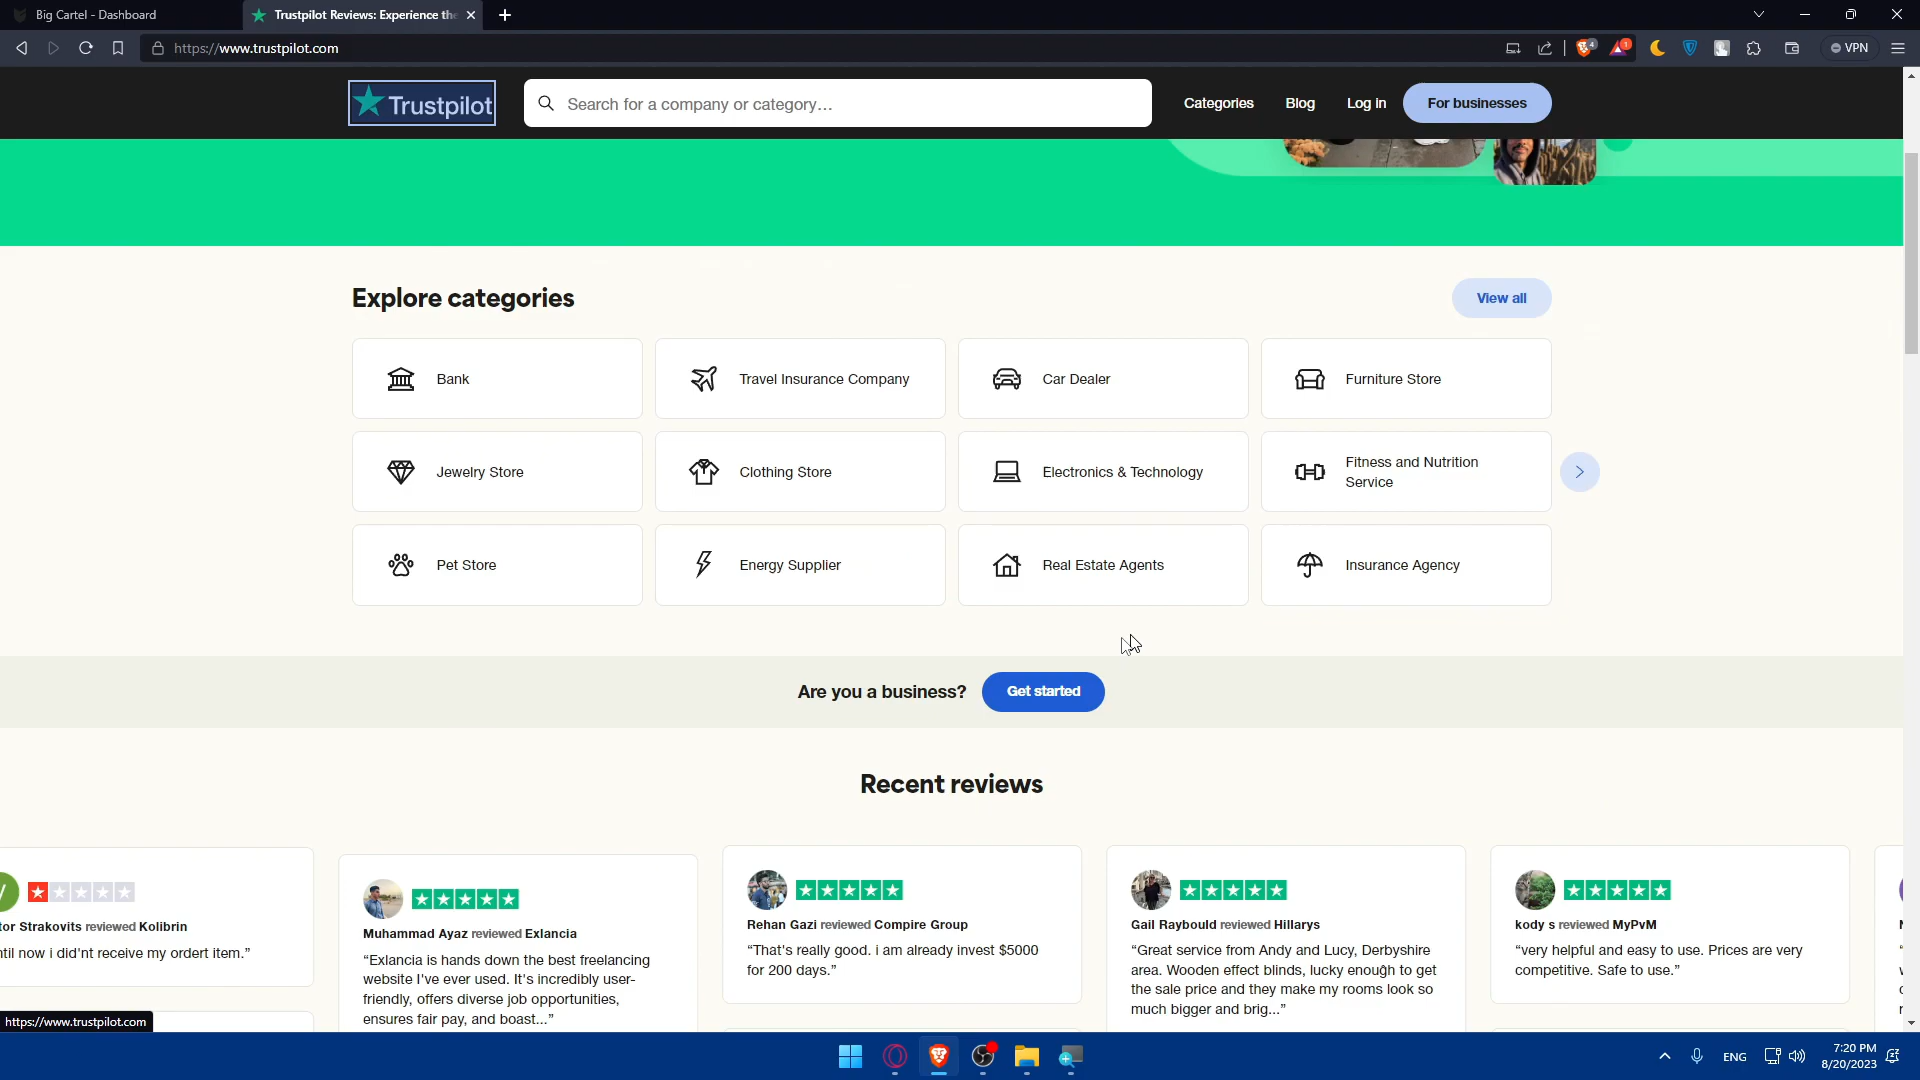 Big Cartel - Dashboard
Trustpilot Reviews: Experience the
https://www.trustpilot.com
4
1
VPN
Trustpilot
Search for a company or category...
Categories
Blog
Log in
For businesses
Explore categories
View all
Bank
Travel Insurance Company
Car Dealer
Furniture Store
Jewelry Store
Clothing Store
Electronics & Technology
Fitness and Nutrition
Service
Pet Store
Energy Supplier
Real Estate Agents
Insurance Agency
Are you a business?
Get started
Recent reviews
tor Strakovits reviewed Kolibrin
til now i did'nt receive my ordert item.”
Muhammad Ayaz reviewed Exlancia
“Exlancia is hands down the best freelancing
website I've ever used. It's incredibly user-
friendly, offers diverse job opportunities,
ensures fair pay, and boast...”
Rehan Gazi reviewed Compire Group
“That's really good. i am already invest $5000
for 200 days.”
Gail Raybould reviewed Hillarys
“Great service from Andy and Lucy, Derbyshire
area. Wooden effect blinds, lucky enough to get
the sale price and they make my rooms look so
much bigger and brig...”
kody s reviewed MyPvM
“very helpful and easy to use. Prices are very
competitive. Safe to use.”
https://www.trustpilot.com
ENG
7:20 PM
8/20/2023